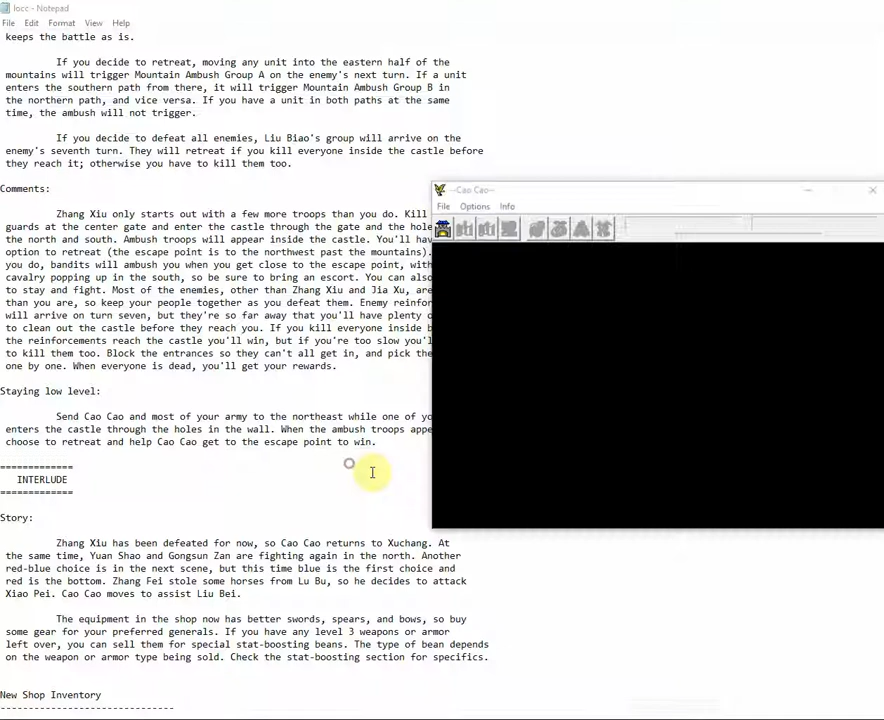 locc - Notepad
File Edit Format View Help
keeps the battle as is.
If you decide to retreat, moving any unit into the eastern half of the
mountains will trigger Mountain Ambush Group A on the enemy's next turn. If a unit
enters the southern path from there, it will trigger Mountain Ambush Group B in
the northern path, and vice versa. If you have a unit in both paths at the same
time, the ambush will not trigger.
If you decide to defeat all enemies, Liu Biao's group will arrive on the
enemy's seventh turn. They will retreat if you kill everyone inside the castle before
they reach it; otherwise you have to kill them too.
Comments:
Zhang Xiu only starts out with a few more troops than you do. Kill
guards at the center gate and enter the castle through the gate and the hole
the north and south. Ambush troops will appear inside the castle. You'll hav
option to retreat (the escape point is to the northwest past the mountains).
you do, bandits will ambush you when you get close to the escape point, with
cavalry popping up in the south, so be sure to bring an escort. You can also
to stay and fight. Most of the enemies, other than Zhang Xiu and Jia Xu, are
than you are, so keep your people together as you defeat them. Enemy reinfor
will arrive on turn seven, but they're so far away that you'll have plenty o
to clean out the castle before they reach you. If you kill everyone inside b
the reinforcements reach the castle you'll win, but if you're too slow you'l
to kill them too. Block the entrances so they can't all get in, and pick the
one by one. When everyone is dead, you'll get your rewards.
Staying low level:
Send Cao Cao and most of your army to the northeast while one of yo
enters the castle through the holes in the wall. When the ambush troops appe
choose to retreat and help Cao Cao get to the escape point to win.
=============
INTERLUDE
=============
Story:
Zhang Xiu has been defeated for now, so Cao Cao returns to Xuchang. At
the same time, Yuan Shao and Gongsun Zan are fighting again in the north. Another
red-blue choice is in the next scene, but this time blue is the first choice and
red is the bottom. Zhang Fei stole some horses from Lu Bu, so he decides to attack
Xiao Pei. Cao Cao moves to assist Liu Bei.
The equipment in the shop now has better swords, spears, and bows, so buy
some gear for your preferred generals. If you have any level 3 weapons or armor
left over, you can sell them for special stat-boosting beans. The type of bean depends
on the weapon or armor type being sold. Check the stat-boosting section for specifics.
New Shop Inventory
------------------------------
--Cao Cao--
File Options Info